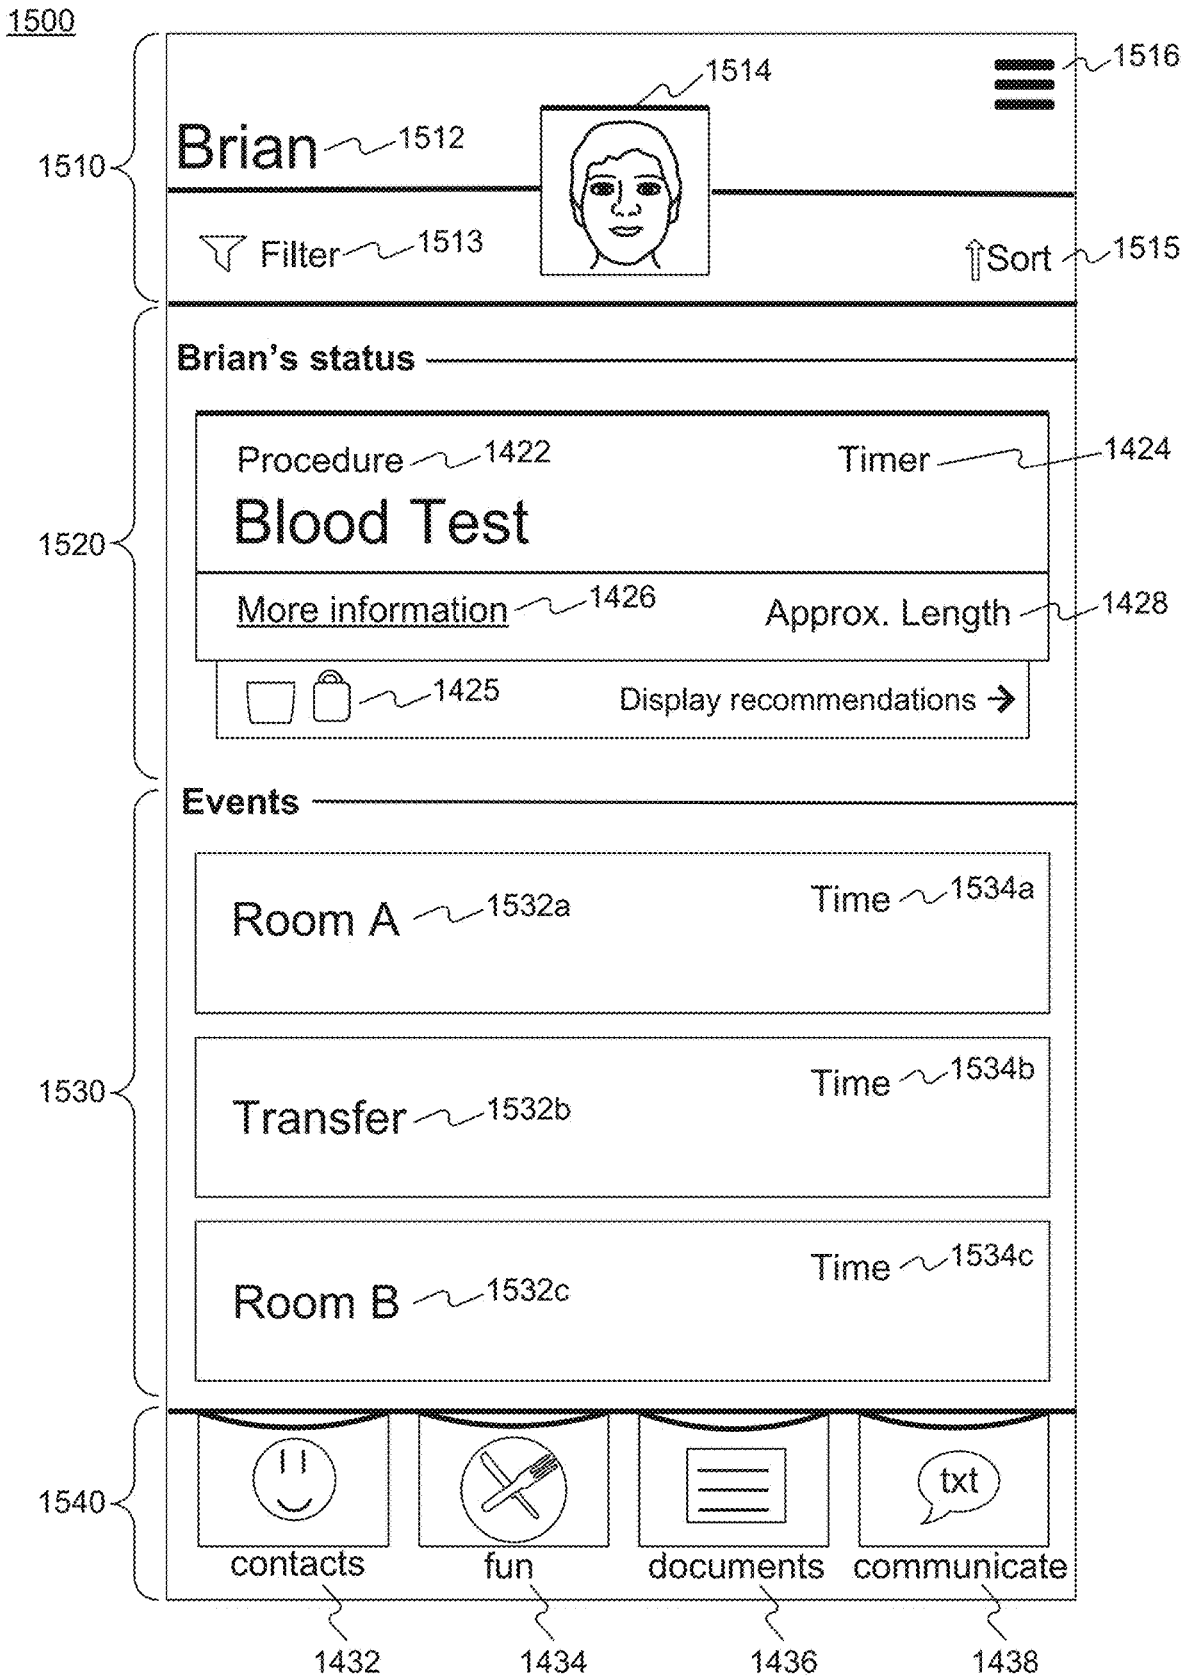 1500
1516
1514
Brian 1512
1510
Filter 1513
Sort 1515
Brian's status
Procedure 1422 Timer 1424
Blood Test
1520
More information 1426 Approx. Length 1428
1425 Display recommendations
Events
Room A 1532a Time 1534a
1530
Transfer 1532b Time 1534b
Room B 1532c Time 1534c
1540
txt
contacts fun documents communicate
1432 1434 1436 1438